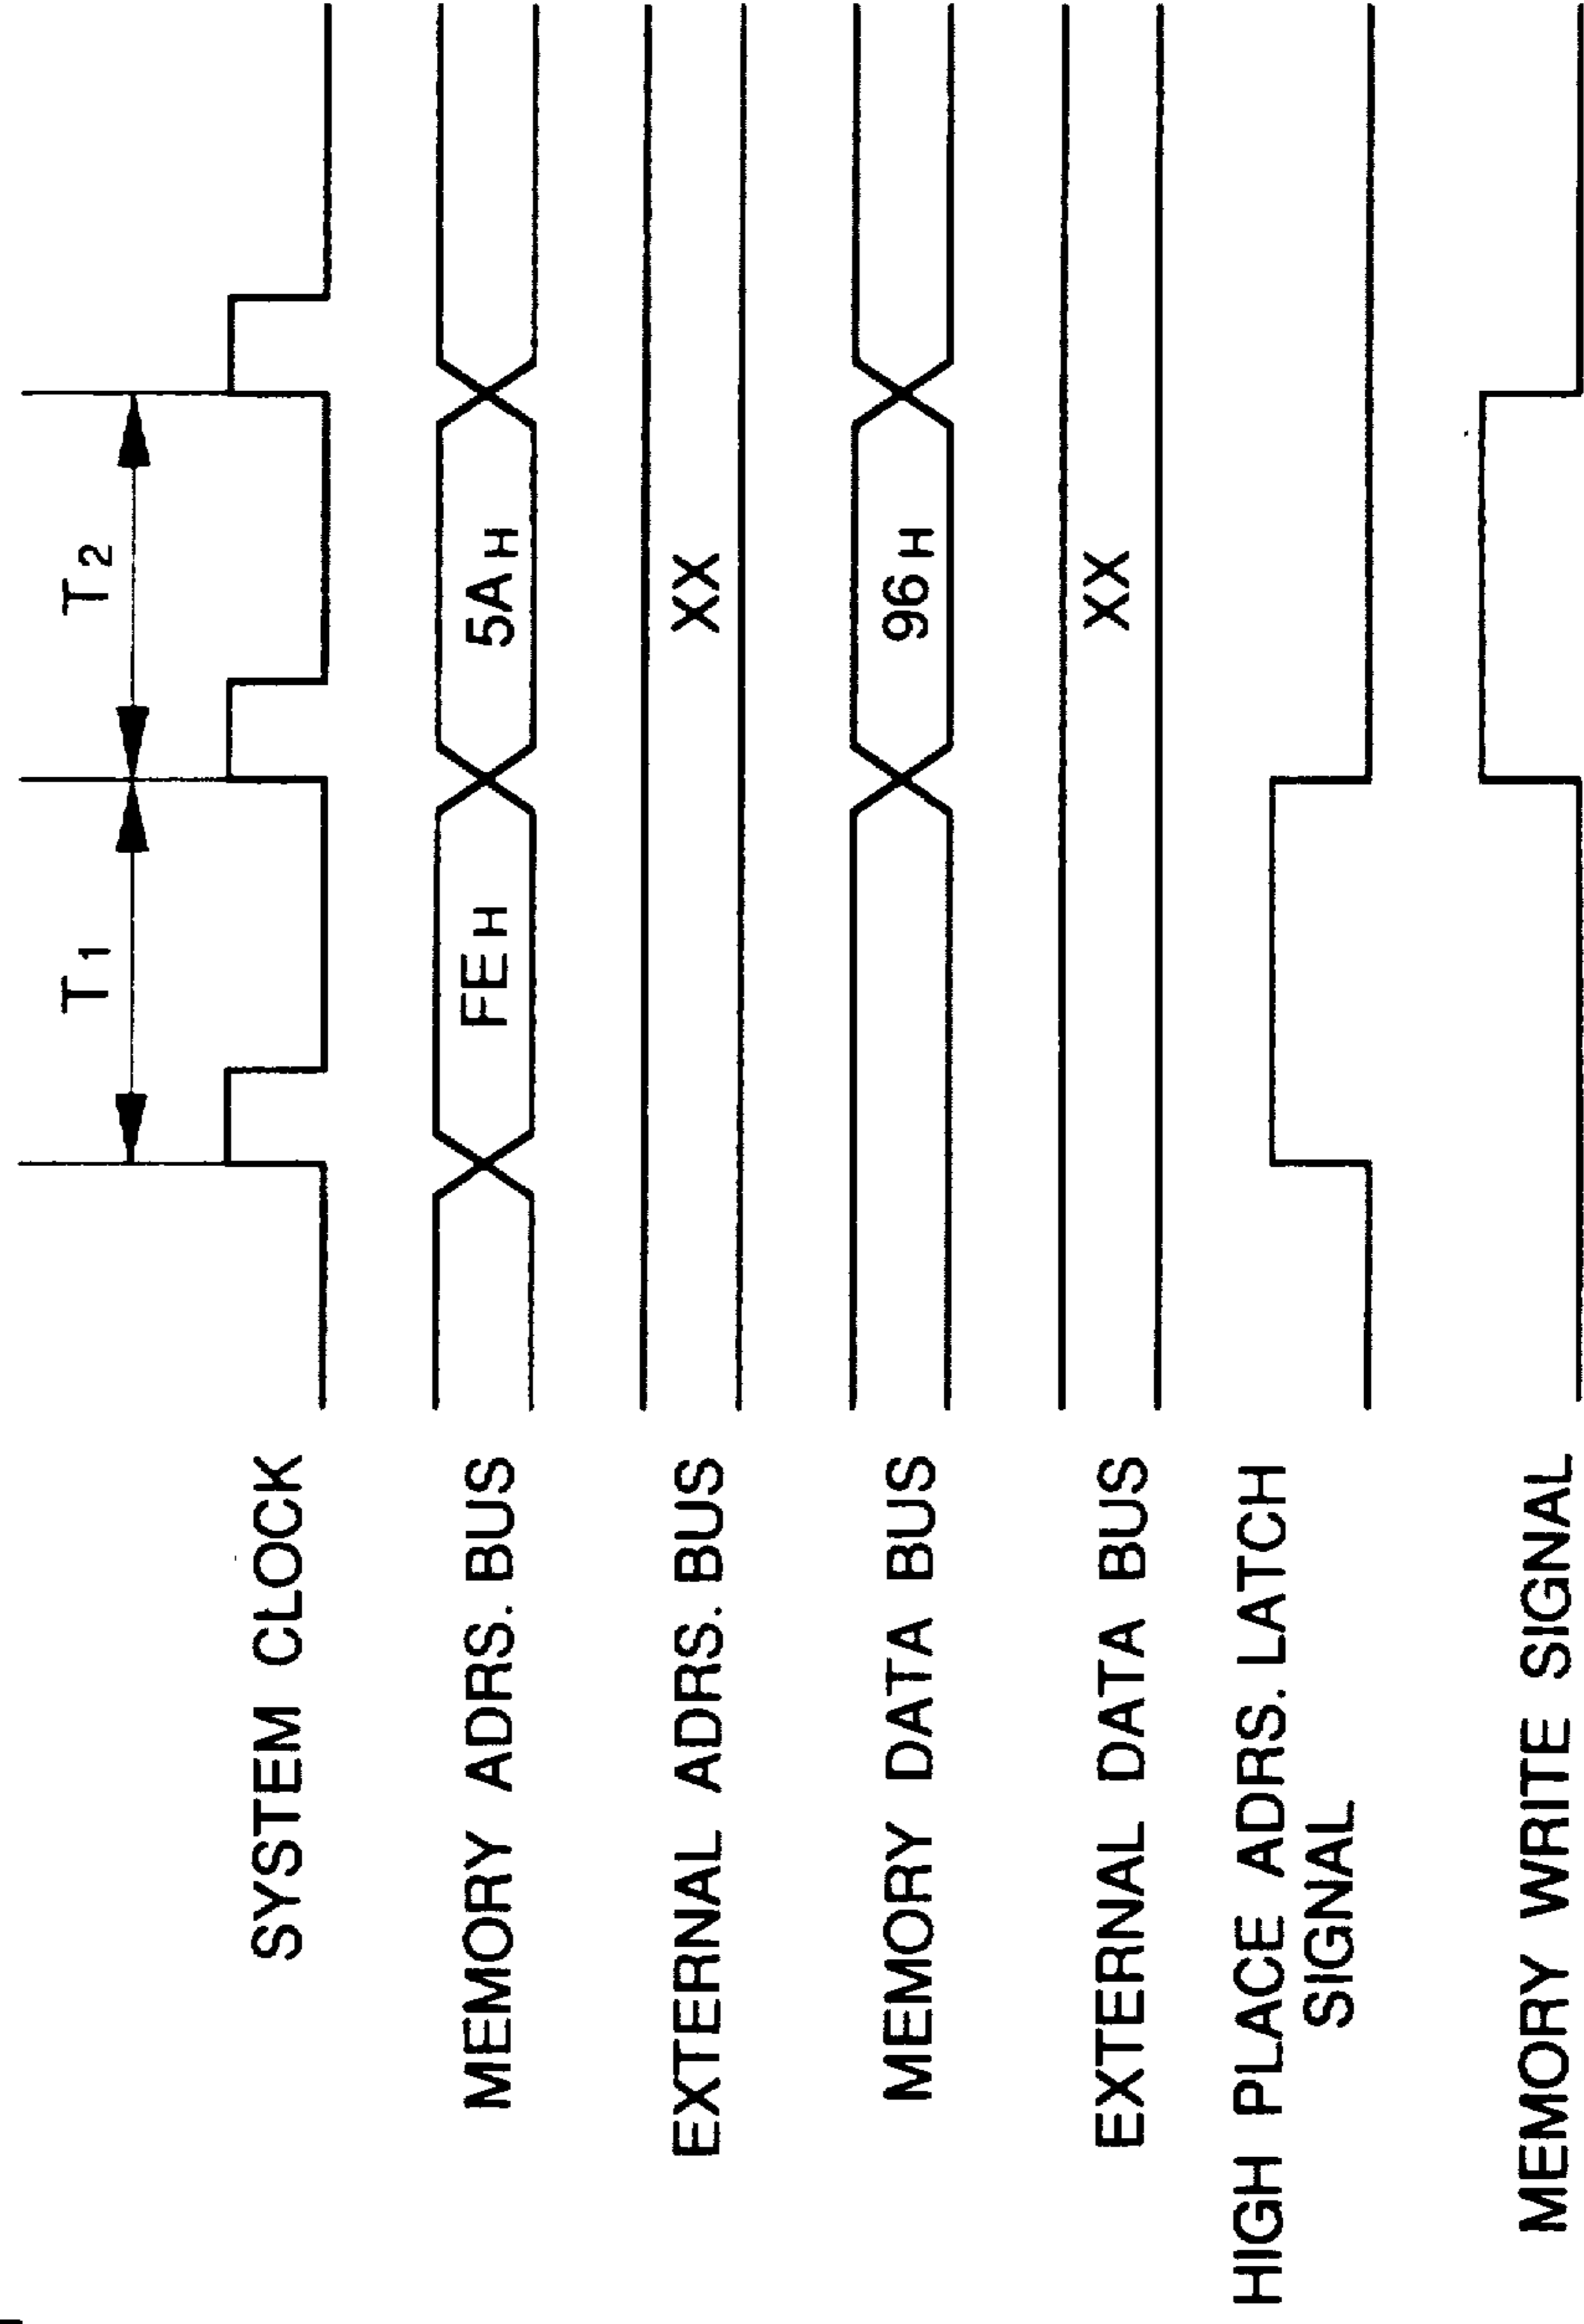 T1
T2
SYSTEM CLOCK
MEMORY ADRS. BUS
FEH
5AH
EXTERNAL ADRS. BUS
XX
MEMORY DATA BUS
96H
EXTERNAL DATA BUS
XX
HIGH PLACE ADRS. LATCH
SIGNAL
MEMORY WRITE SIGNAL